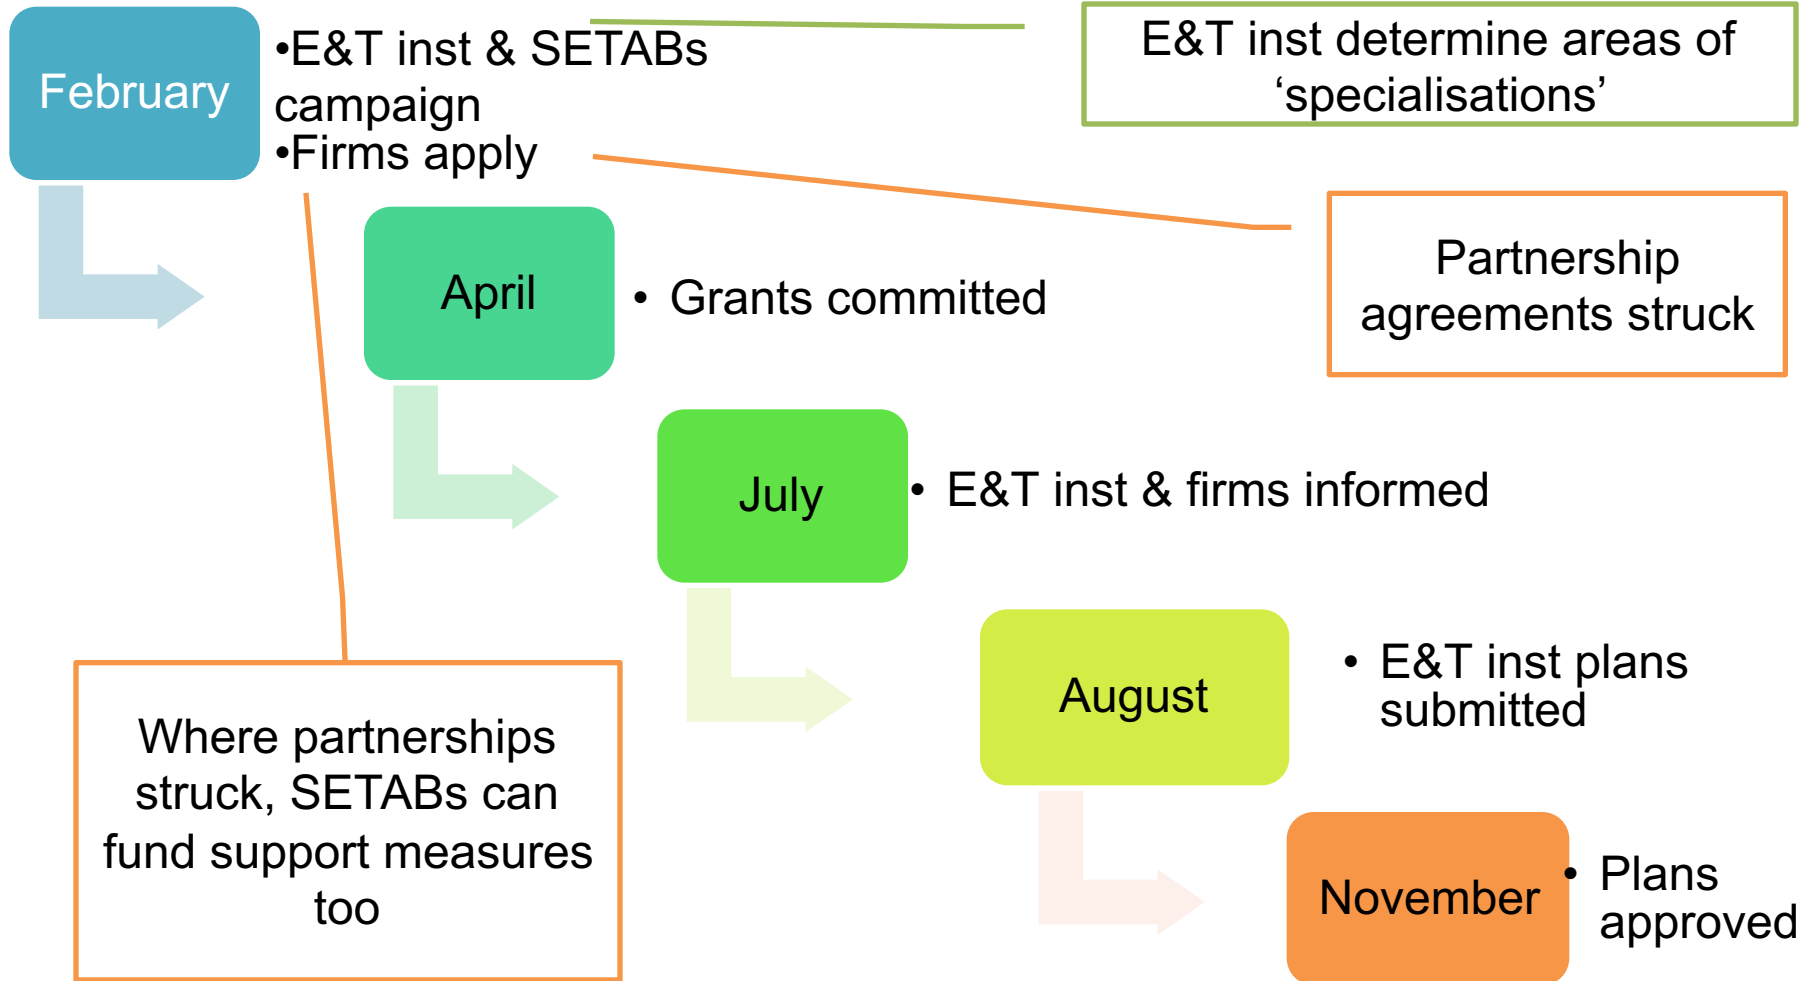 February
•E&T inst & SETABs
campaign
•Firms apply
E&T inst determine areas of
‘specialisations’
Partnership
agreements struck
April
• Grants committed
July
• E&T inst & firms informed
August
• E&T inst plans
submitted
Where partnerships
struck, SETABs can
fund support measures
too
November
• Plans
approved